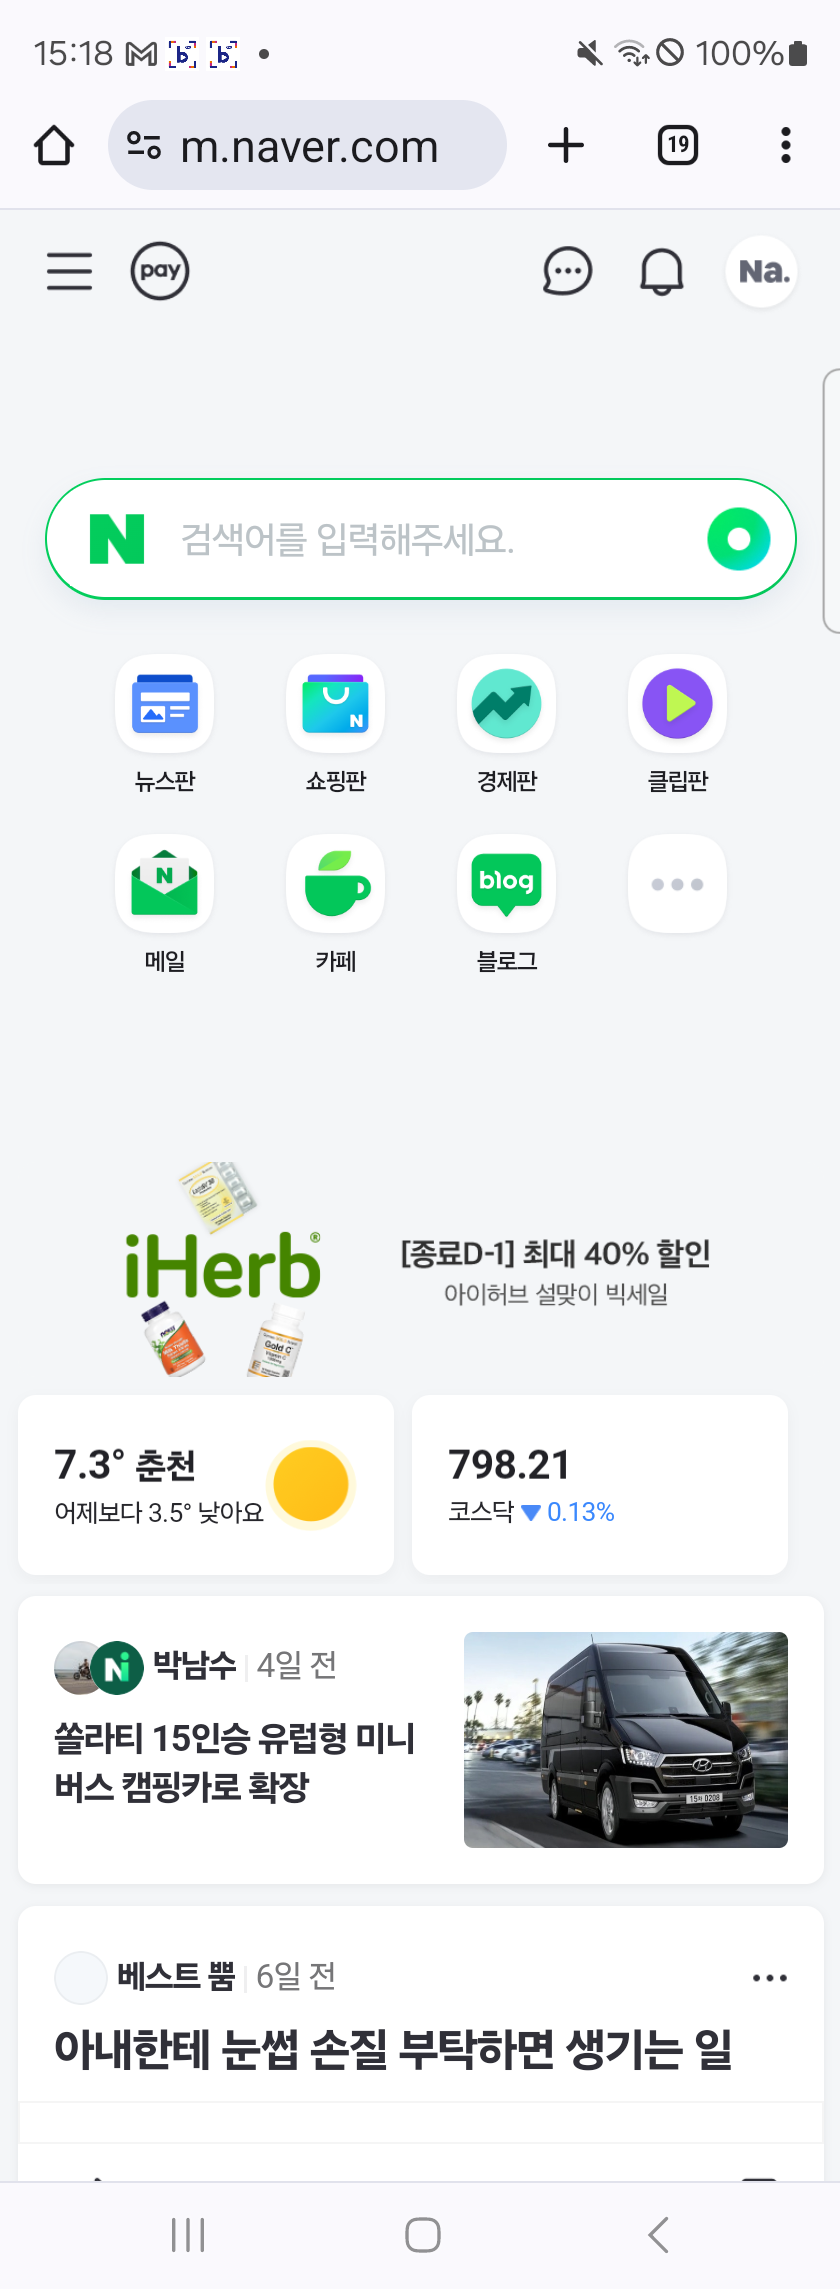 15:18
100%
m.naver.com
19
pay
Na.
N 검색어를 입력해주세요.
N
뉴스판 쇼핑판 경제판 클립판
N
blog
메일 카페 블로그
iHerb®
[종료D-1] 최대 40% 할인
아이허브 설맞이 빅세일
NOW
Gold C
7.3° 춘천
어제보다 3.5° 낮아요
798.21
코스닥 ▼ 0.13%
박남수 4일 전
쏠라티 15인승 유럽형 미니
버스 캠핑카로 확장
베스트 뿜 6일 전
아내한테 눈썹 손질 부탁하면 생기는 일